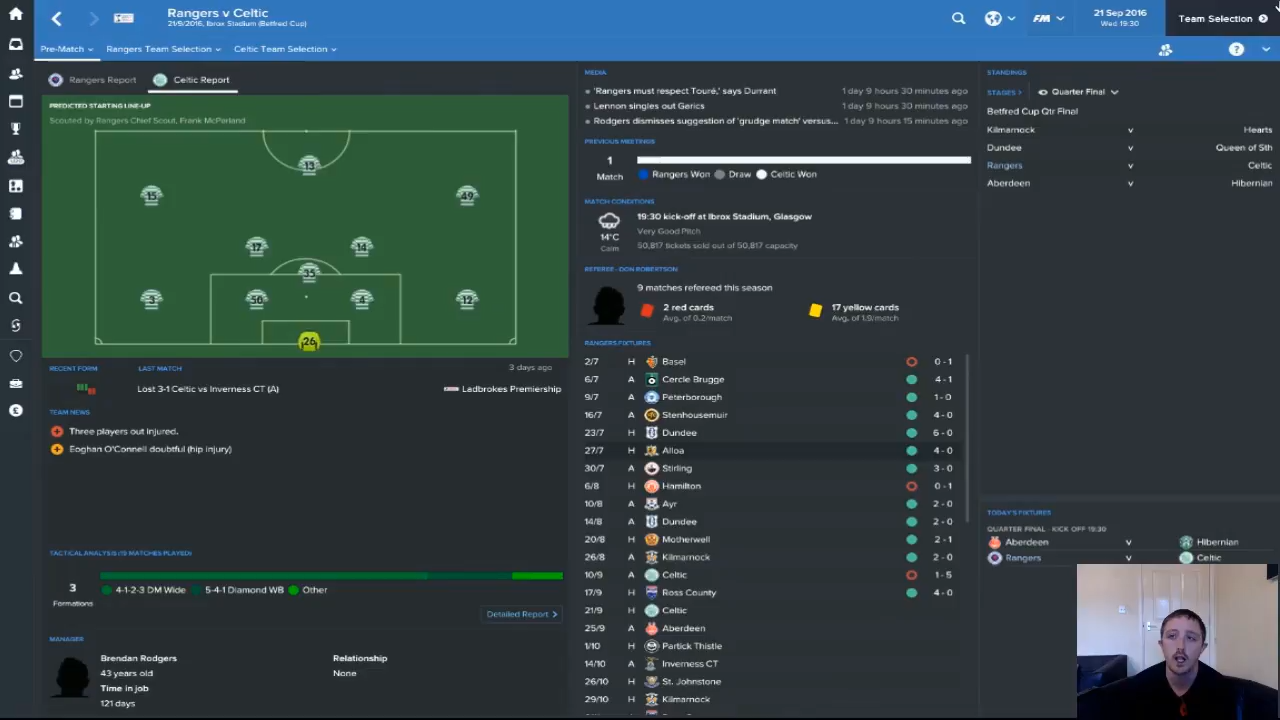 Rangers v Celtic
21/9/2016, Ibrox Stadium (Betfred Cup)
FM
21 Sep 2016
Wed 19:30
Team Selection
Pre-Match
Rangers Team Selection
Celtic Team Selection
?
Rangers Report
Celtic Report
PREDICTED STARTING LINE-UP
Scouted by Rangers Chief Scout, Frank McParland
13
15
49
17
14
3
4
12
26
RECENT FORM
LAST MATCH
3 days ago
Lost 3-1 Celtic vs Inverness CT (A)
Ladbrokes Premiership
TEAM NEWS
Three players out injured.
Eoghan O'Connell doubtful (hip injury)
TACTICAL ANALYSIS (19 MATCHES PLAYED)
3
Formations
4-1-2-3 DM Wide
5-4-1 Diamond WB
Other
Detailed Report >
MANAGER
Brendan Rodgers
43 years old
Time in job
121 days
Relationship
None
MEDIA
'Rangers must respect Touré,' says Durrant 1 day 9 hours 30 minutes ago
Lennon singles out Garics 1 day 9 hours 30 minutes ago
Rodgers dismisses suggestion of 'grudge match' versus... 1 day 9 hours 15 minutes ago
PREVIOUS MEETINGS
1
Match
Rangers Won
Draw
Celtic Won
MATCH CONDITIONS
14°C
Calm
19:30 kick-off at Ibrox Stadium, Glasgow
Very Good Pitch
50,817 tickets sold out of 50,817 capacity
REFEREE - DON ROBERTSON
9 matches refereed this season
2 red cards
Avg. of 0.2/match
17 yellow cards
Avg. of 1.9/match
RANGERS FIXTURES
2/7 H Basel 0 - 1
6/7 A Cercle Brugge 4 - 1
9/7 A Peterborough 1 - 0
16/7 A Stenhousemuir 4 - 0
23/7 H Dundee 6 - 0
27/7 H Alloa 4 - 0
30/7 A Stirling 3 - 0
6/8 H Hamilton 0 - 1
10/8 A Ayr 2 - 0
14/8 A Dundee 2 - 0
20/8 H Motherwell 2 - 1
26/8 A Kilmarnock 2 - 0
10/9 A Celtic 1 - 5
17/9 H Ross County 4 - 0
21/9 H Celtic
25/9 A Aberdeen
1/10 H Partick Thistle
14/10 A Inverness CT
26/10 H St. Johnstone
29/10 H Kilmarnock
STANDINGS
STAGES > Quarter Final
Betfred Cup Qtr Final
Kilmarnock v Hearts
Dundee v Queen of Sth
Rangers v Celtic
Aberdeen v Hibernian
TODAY'S FIXTURES
QUARTER FINAL - KICK OFF 19:30
Aberdeen v Hibernian
Rangers v Celtic